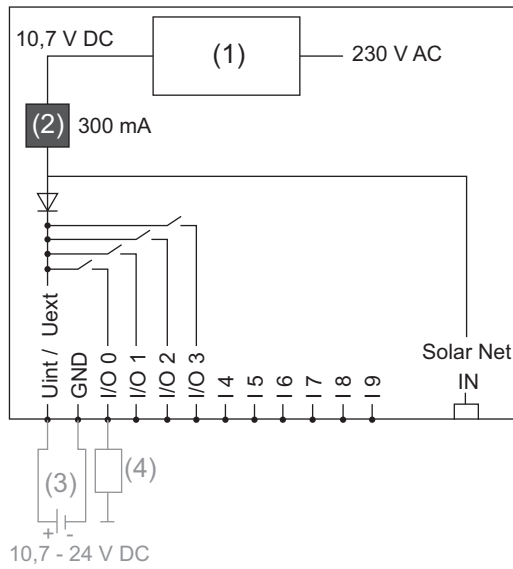 10,7 V DC
(1)
230 V AC
(2)
300 mA
Uint / Uext
GND
I/O 0
I/O 1
I/O 2
I/O 3
I 4
I 5
I 6
I 7
I 8
I 9
Solar Net
IN
(3)
(4)
+ -
10,7 - 24 V DC